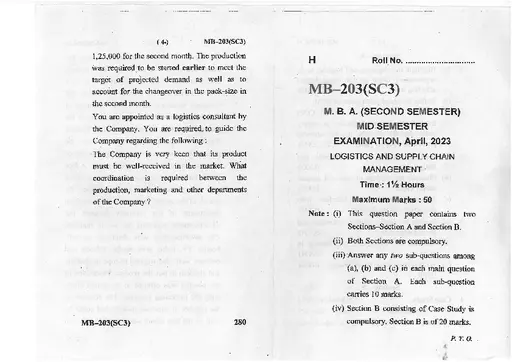 ( 4 ) MB–203(SC3)
1,25,000 for the second month. The production
was required to be started earlier to meet the
target of projected demand as well as to
account for the changeover in the pack-size in
the second month.
You are appointed as a logistics consultant by
the Company. You are required to guide the
Company regarding the following :
The Company is very keen that its product
must be well-received in the market. What
coordination is required between the
production, marketing and other departments
of the Company ?
MB–203(SC3) 280
H Roll No. ..............................
MB–203(SC3)
M. B. A. (SECOND SEMESTER)
MID SEMESTER
EXAMINATION, April, 2023
LOGISTICS AND SUPPLY CHAIN
MANAGEMENT
Time : 1½ Hours
Maximum Marks : 50
Note : (i) This question paper contains two
Sections–Section A and Section B.
(ii) Both Sections are compulsory.
(iii) Answer any two sub-questions among
(a), (b) and (c) in each main question
of Section A. Each sub-question
carries 10 marks.
(iv) Section B consisting of Case Study is
compulsory. Section B is of 20 marks.
P. T. O.